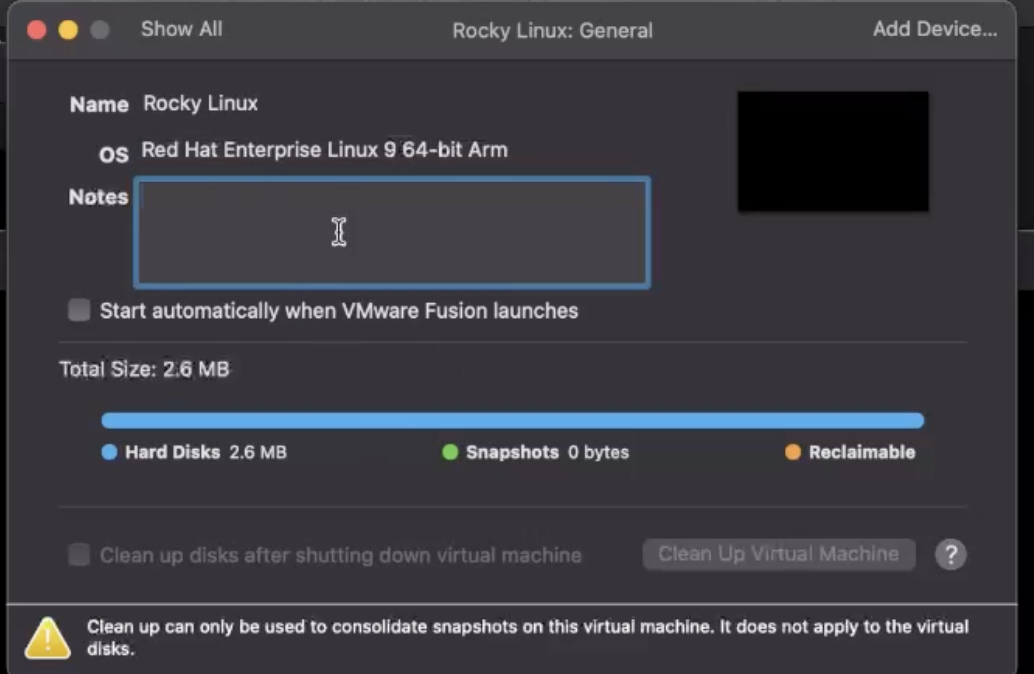 Show All
Rocky Linux: General
Add Device...
Name Rocky Linux
OS Red Hat Enterprise Linux 9 64-bit Arm
Notes
Start automatically when VMware Fusion launches
Total Size: 2.6 MB
Hard Disks 2.6 MB
Snapshots 0 bytes
Reclaimable
Clean up disks after shutting down virtual machine
Clean Up Virtual Machine
?
Clean up can only be used to consolidate snapshots on this virtual machine. It does not apply to the virtual
disks.